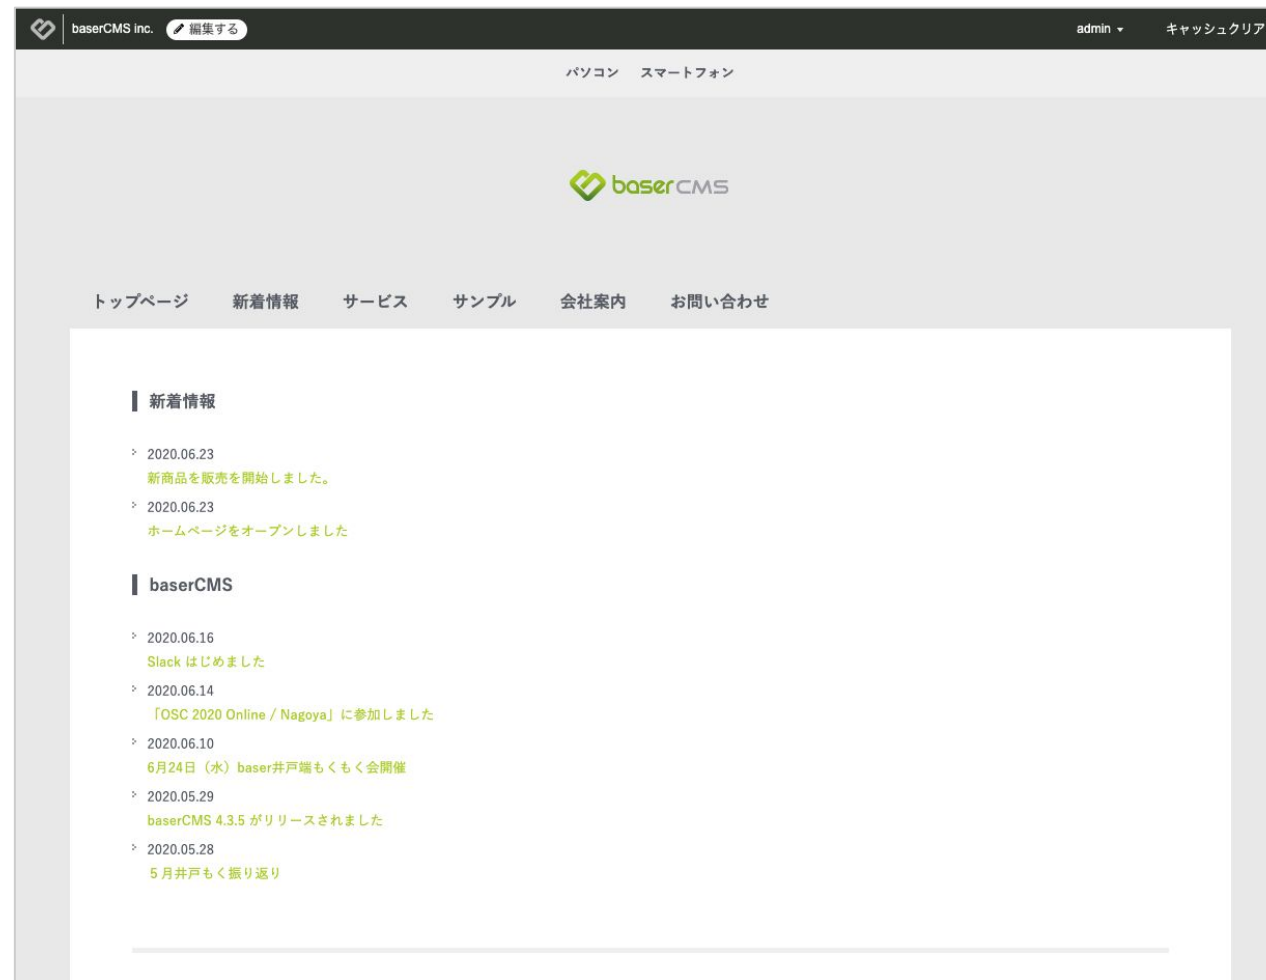 baserCMS inc. 編集する admin キャッシュクリア
パソコン スマートフォン
baserCMS
トップページ 新着情報 サービス サンプル 会社案内 お問い合わせ
新着情報
2020.06.23
新商品を販売を開始しました。
2020.06.23
ホームページをオープンしました
baserCMS
2020.06.16
Slack はじめました
2020.06.14
「OSC 2020 Online / Nagoya」に参加しました
2020.06.10
6月24日（水）baser井戸端もくもく会開催
2020.05.29
baserCMS 4.3.5 がリリースされました
2020.05.28
５月井戸もく振り返り